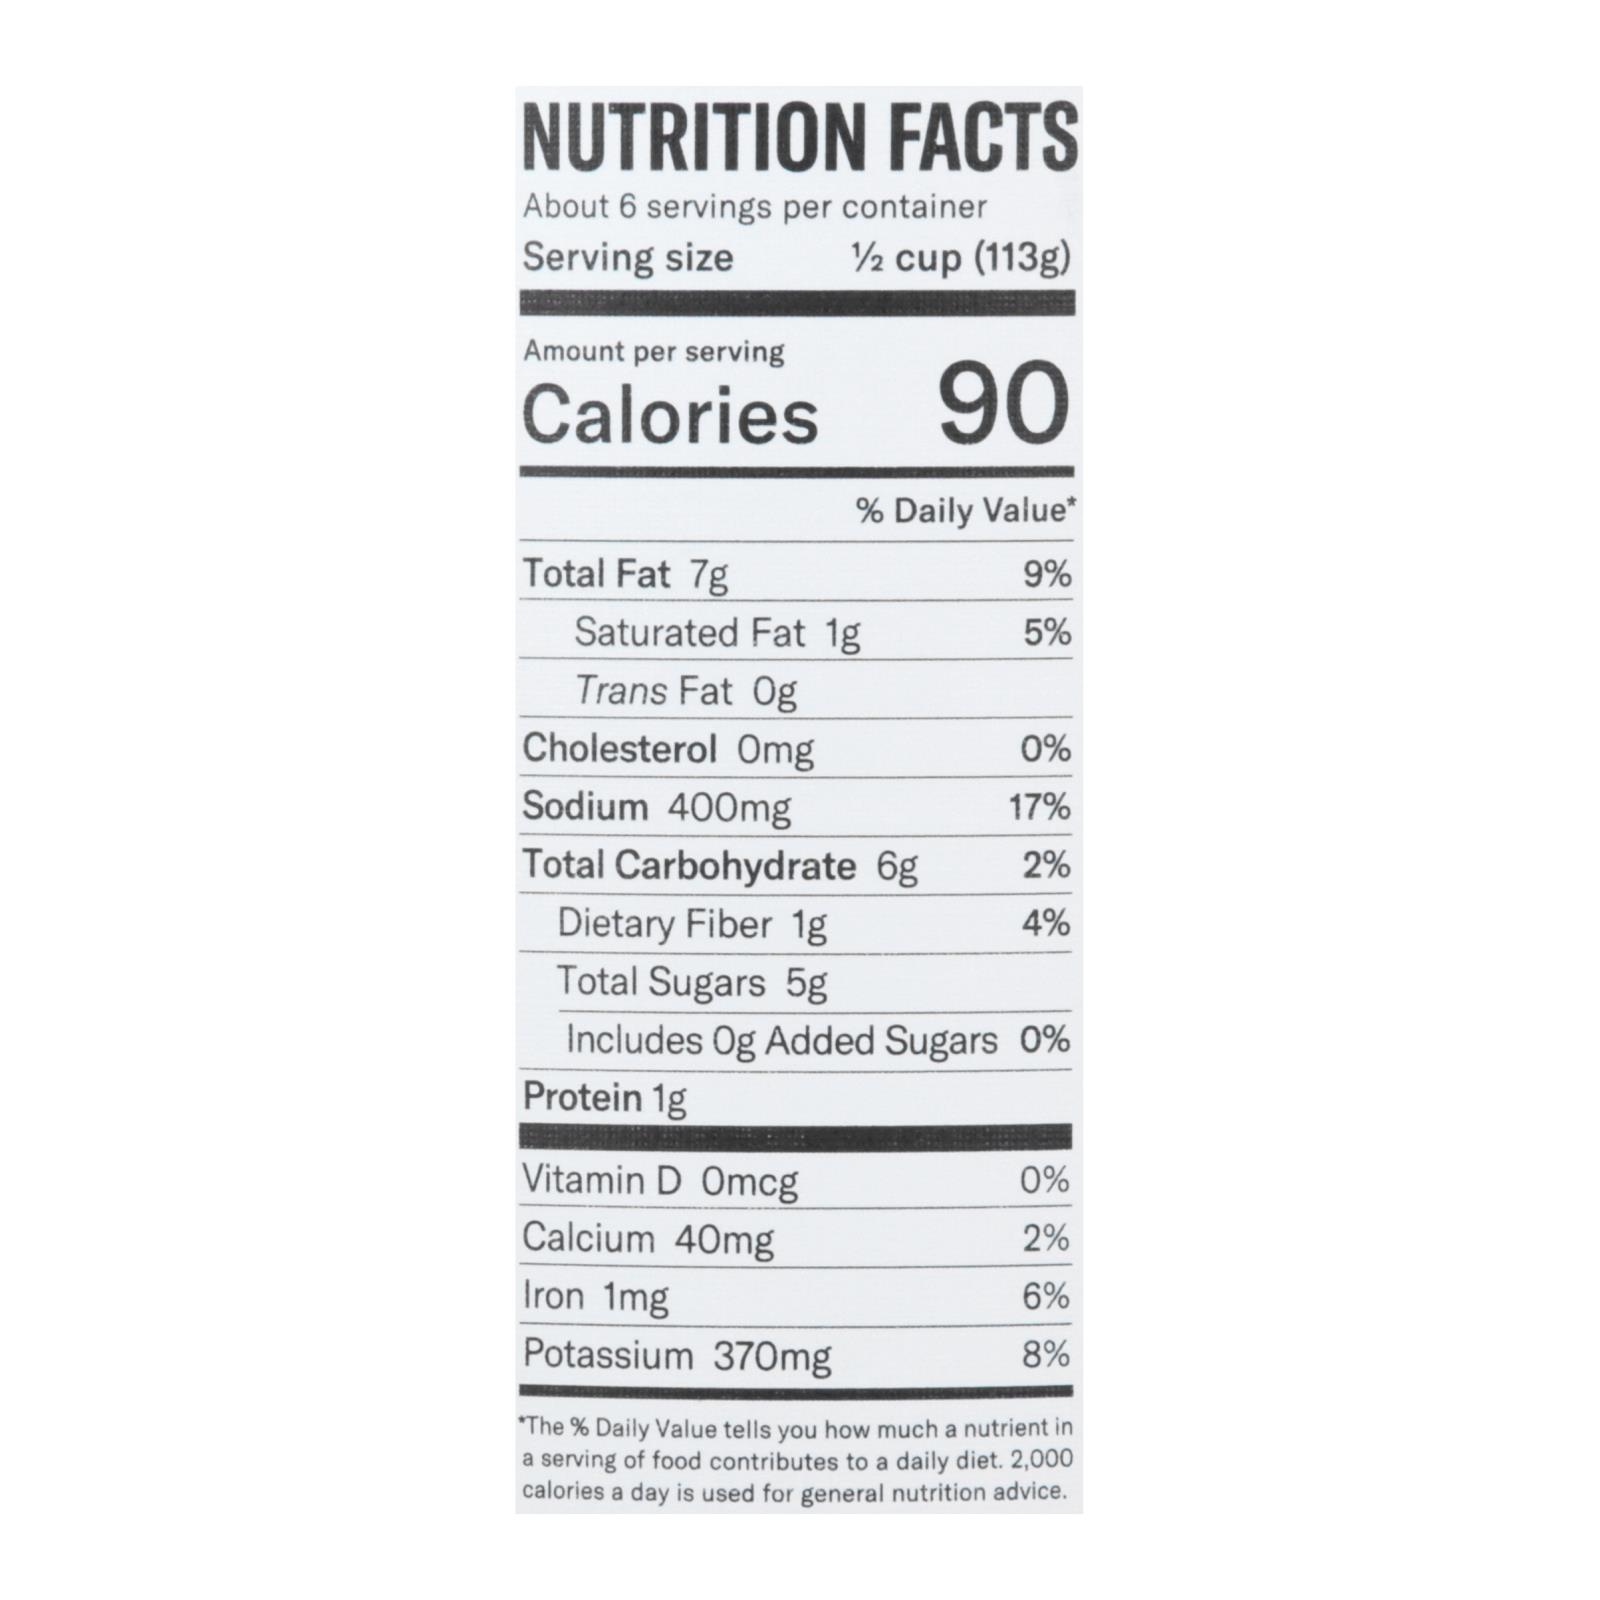 NUTRITION FACTS
About 6 servings per container
Serving size ½ cup (113g)
Amount per serving
Calories 90
% Daily Value*
Total Fat 7g 9%
Saturated Fat 1g 5%
Trans Fat 0g
Cholesterol 0mg 0%
Sodium 400mg 17%
Total Carbohydrate 6g 2%
Dietary Fiber 1g 4%
Total Sugars 5g
Includes 0g Added Sugars 0%
Protein 1g
Vitamin D 0mcg 0%
Calcium 40mg 2%
Iron 1mg 6%
Potassium 370mg 8%
*The % Daily Value tells you how much a nutrient in
a serving of food contributes to a daily diet. 2,000
calories a day is used for general nutrition advice.